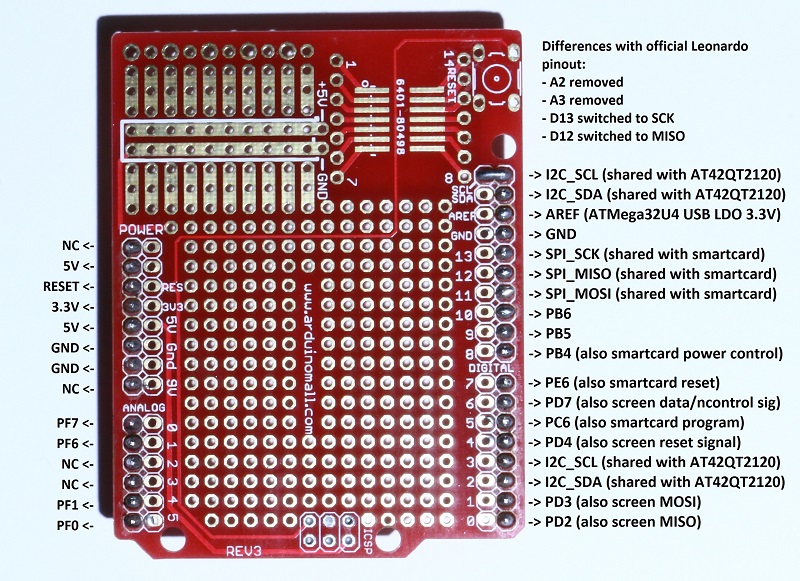 Differences with official Leonardo
pinout:
- A2 removed
- A3 removed
- D13 switched to SCK
- D12 switched to MISO
1
14
RESET
+5V
6401-80498
GND
7
8
SCL
SDA
-> I2C_SCL (shared with AT42QT2120)
-> I2C_SDA (shared with AT42QT2120)
AREF -> AREF (ATMega32U4 USB LDO 3.3V)
GND -> GND
13 -> SPI_SCK (shared with smartcard)
12 -> SPI_MISO (shared with smartcard)
11 -> SPI_MOSI (shared with smartcard)
10 -> PB6
9 -> PB5
8 -> PB4 (also smartcard power control)
DIGITAL
7 -> PE6 (also smartcard reset)
6 -> PD7 (also screen data/ncontrol sig)
5 -> PC6 (also smartcard program)
4 -> PD4 (also screen reset signal)
3 -> I2C_SCL (shared with AT42QT2120)
2 -> I2C_SDA (shared with AT42QT2120)
1 -> PD3 (also screen MOSI)
0 -> PD2 (also screen MISO)
POWER
NC <-
5V <-
RESET <- RES
3.3V <- 3V3
5V <- 5V
GND <- Gnd
GND <-
NC <- 9V
ANALOG
PF7 <- 0
PF6 <- 1
NC <- 2
NC <- 3
PF1 <- 4
PF0 <- 5
www.arduinomall.com
REV3
ICSP